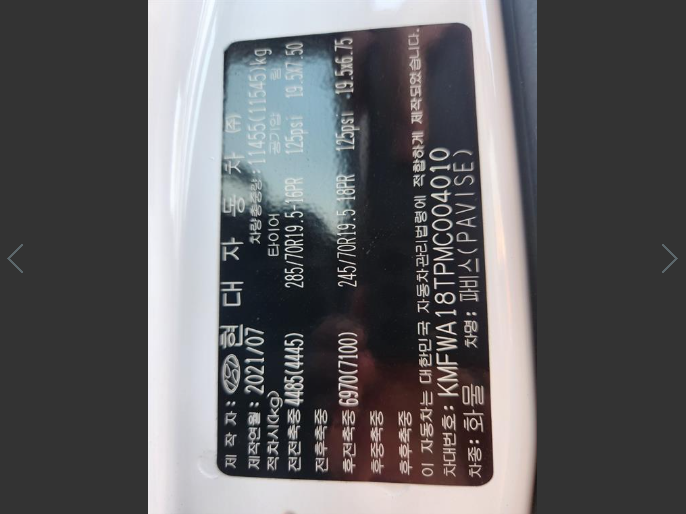 제 작 자: 현 대 자 동 차 (주)
제작연월: 2021/07 차량총중량: 11455(11545)kg
적차시(kg) 타이어 공기압 림
전전축중 4485(4445) 285/70R19.5-16PR 125psi 19.5x7.50
전후축중
후전축중 6970(7100) 245/70R19.5-18PR 125psi -19.5x6.75
후중축중
후후축중
이 자동차는 대한민국 자동차관리법령에 적합하게 제작되었습니다.
차대번호: KMFWA18TPMC004010
차종: 화물 차명: 파비스(PAVISE)